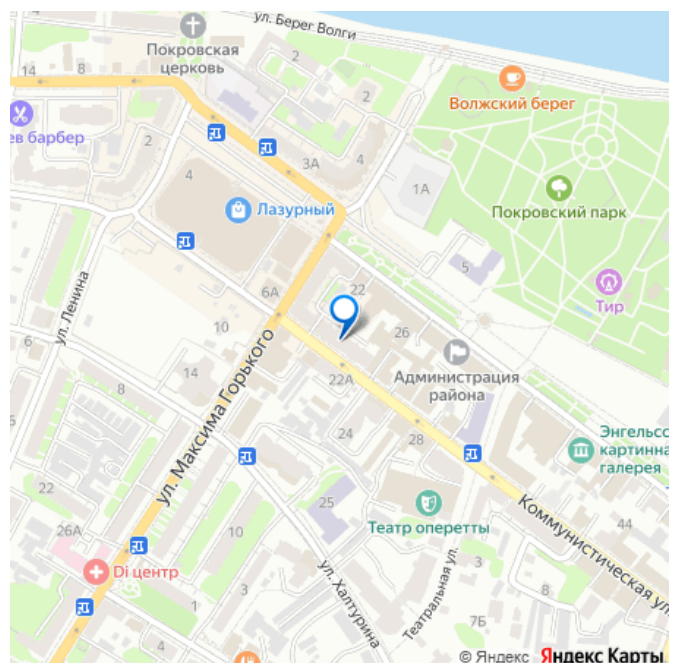 ул. Берег Волги
Покровская
церковь
14
8
2
2
Волжский берег
ев барбер
2
3А
4
4
1А
Лазурный
Покровский парк
5
ул. Ленина
6А
22
Тир
6
10
26
14
Администрация
района
22А
8
ул. Максима Горького
24
28
Энгельсс
картинна
галерея
22
25
Театр оперетты
Коммунистическая ул.
44
26А
10
Di центр
ул. Халтурина
Театральная ул.
3
8
1
3
7Б
4
© Яндекс Яндекс Карты